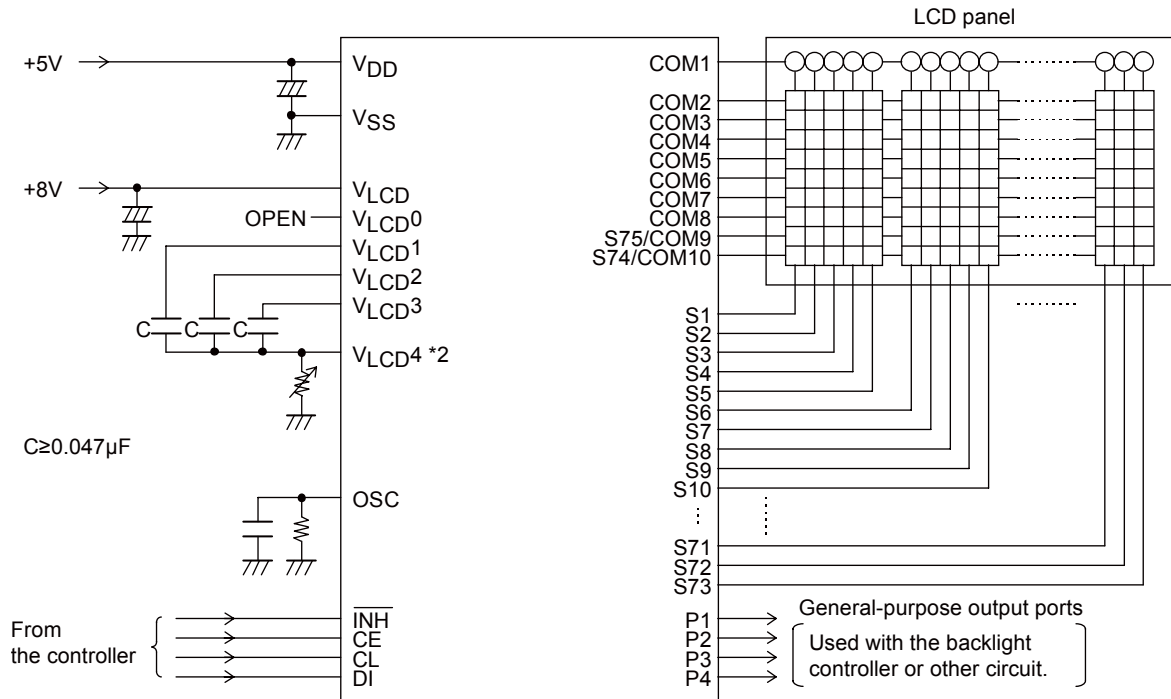 LCD panel
+5V
VDD
VSS
+8V
VLCD
OPEN
VLCD0
VLCD1
VLCD2
VLCD3
C
C
C
VLCD4 *2
C≥0.047μF
OSC
From
the controller
INH
CE
CL
DI
COM1
COM2
COM3
COM4
COM5
COM6
COM7
COM8
S75/COM9
S74/COM10
S1
S2
S3
S4
S5
S6
S7
S8
S9
S10
S71
S72
S73
P1
P2
P3
P4
General-purpose output ports
Used with the backlight
controller or other circuit.